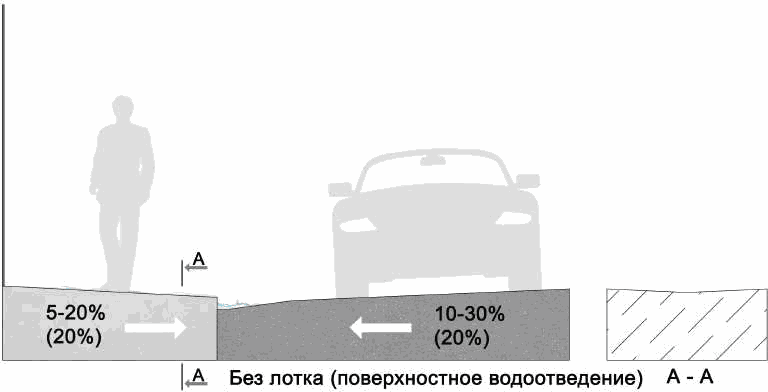 А
5-20%
(20%)
10-30%
(20%)
А
Без лотка (поверхностное водоотведение)
А - А